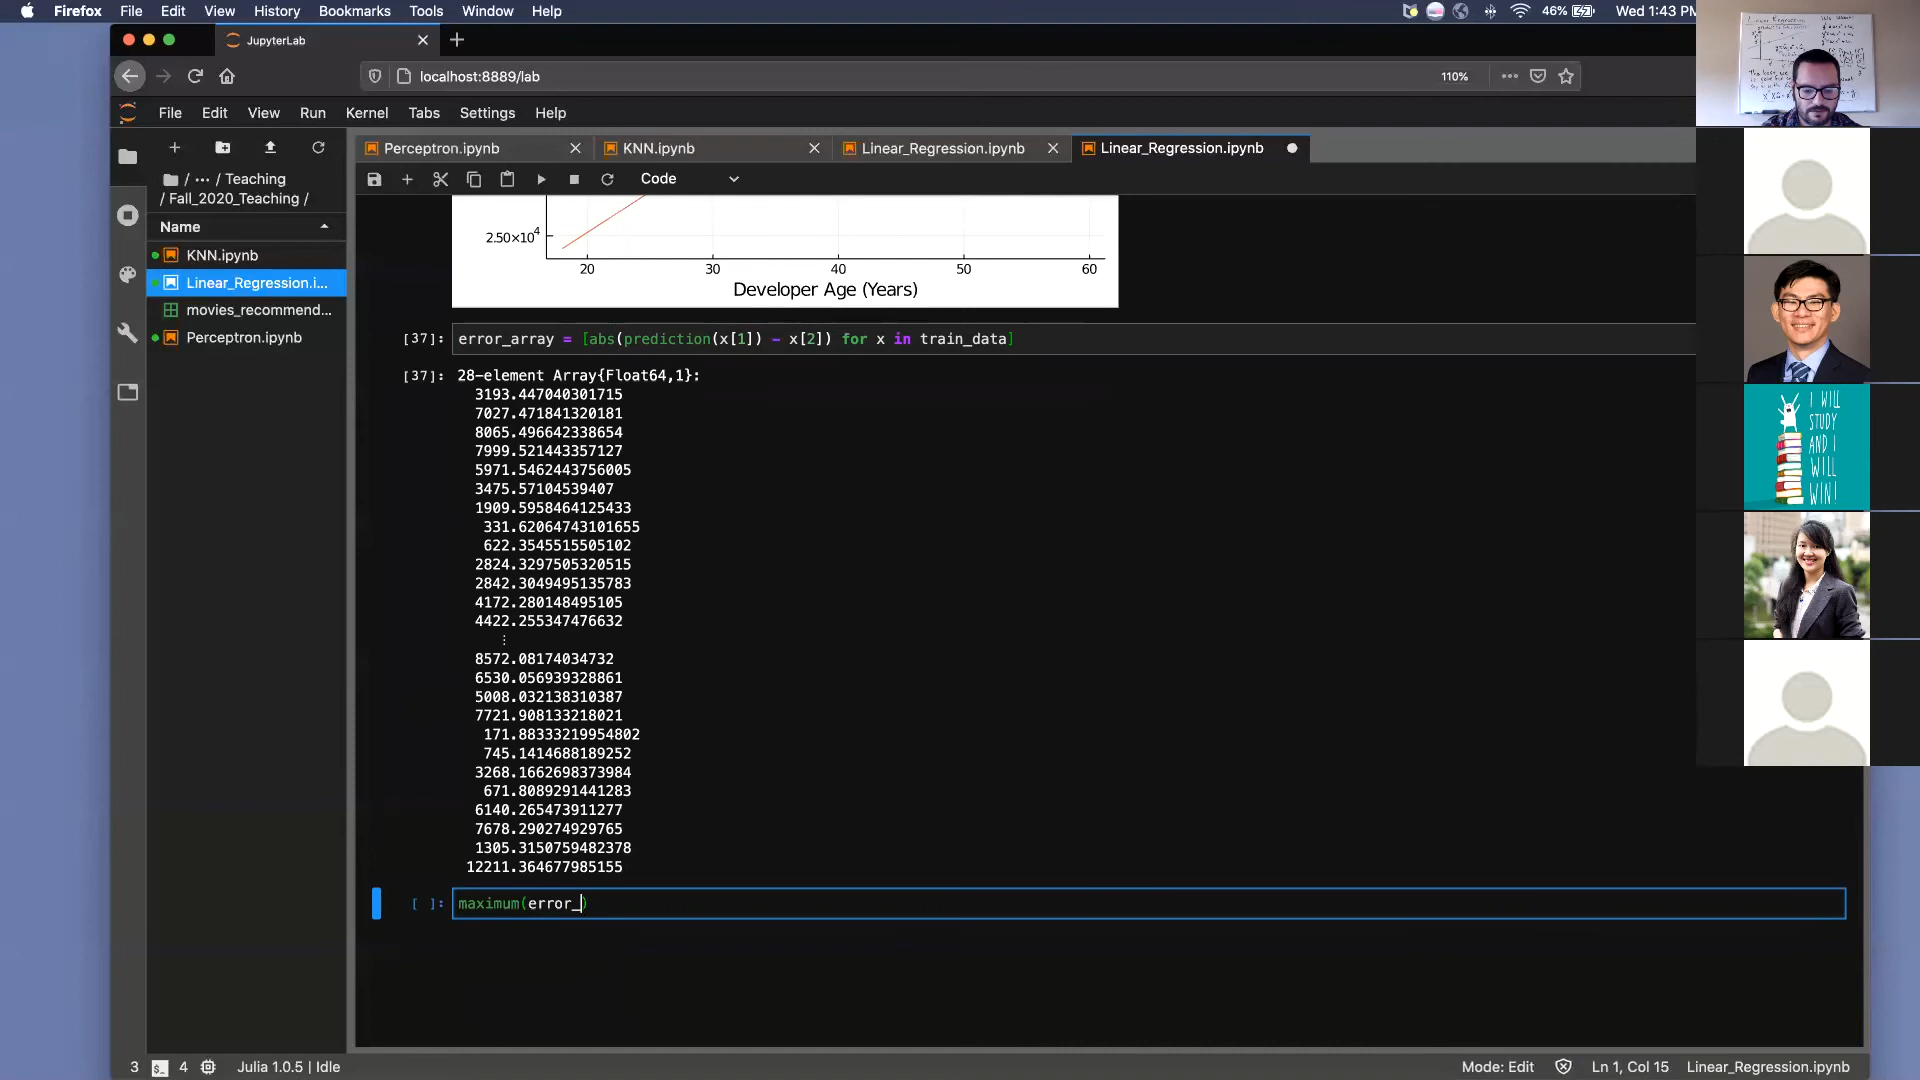 Firefox File Edit View History Bookmarks Tools Window Help 46% Wed 1:43 PM
JupyterLab
localhost:8889/lab 110%
File Edit View Run Kernel Tabs Settings Help
Perceptron.ipynb KNN.ipynb Linear_Regression.ipynb Linear_Regression.ipynb
Code
/ ··· / Teaching
/ Fall_2020_Teaching /
Name
KNN.ipynb
Linear_Regression.i...
movies_recommend...
Perceptron.ipynb
2.50×10⁴
20 30 40 50 60
Developer Age (Years)
[37]: error_array = [abs(prediction(x[1]) - x[2]) for x in train_data]
[37]: 28-element Array{Float64,1}:
3193.447040301715
7027.471841320181
8065.496642338654
7999.521443357127
5971.5462443756005
3475.57104539407
1909.5958464125433
331.62064743101655
622.3545515505102
2824.3297505320515
2842.3049495135783
4172.280148495105
4422.255347476632
⋮
8572.08174034732
6530.056939328861
5008.032138310387
7721.908133218021
171.88333219954802
745.1414688189252
3268.1662698373984
671.8089291441283
6140.265473911277
7678.290274929765
1305.3150759482378
12211.364677985155
[ ]: maximum(error_)
3 4 Julia 1.0.5 | Idle Mode: Edit Ln 1, Col 15 Linear_Regression.ipynb
Linear Regression
I WILL
STUDY
AND I
WILL
WIN!